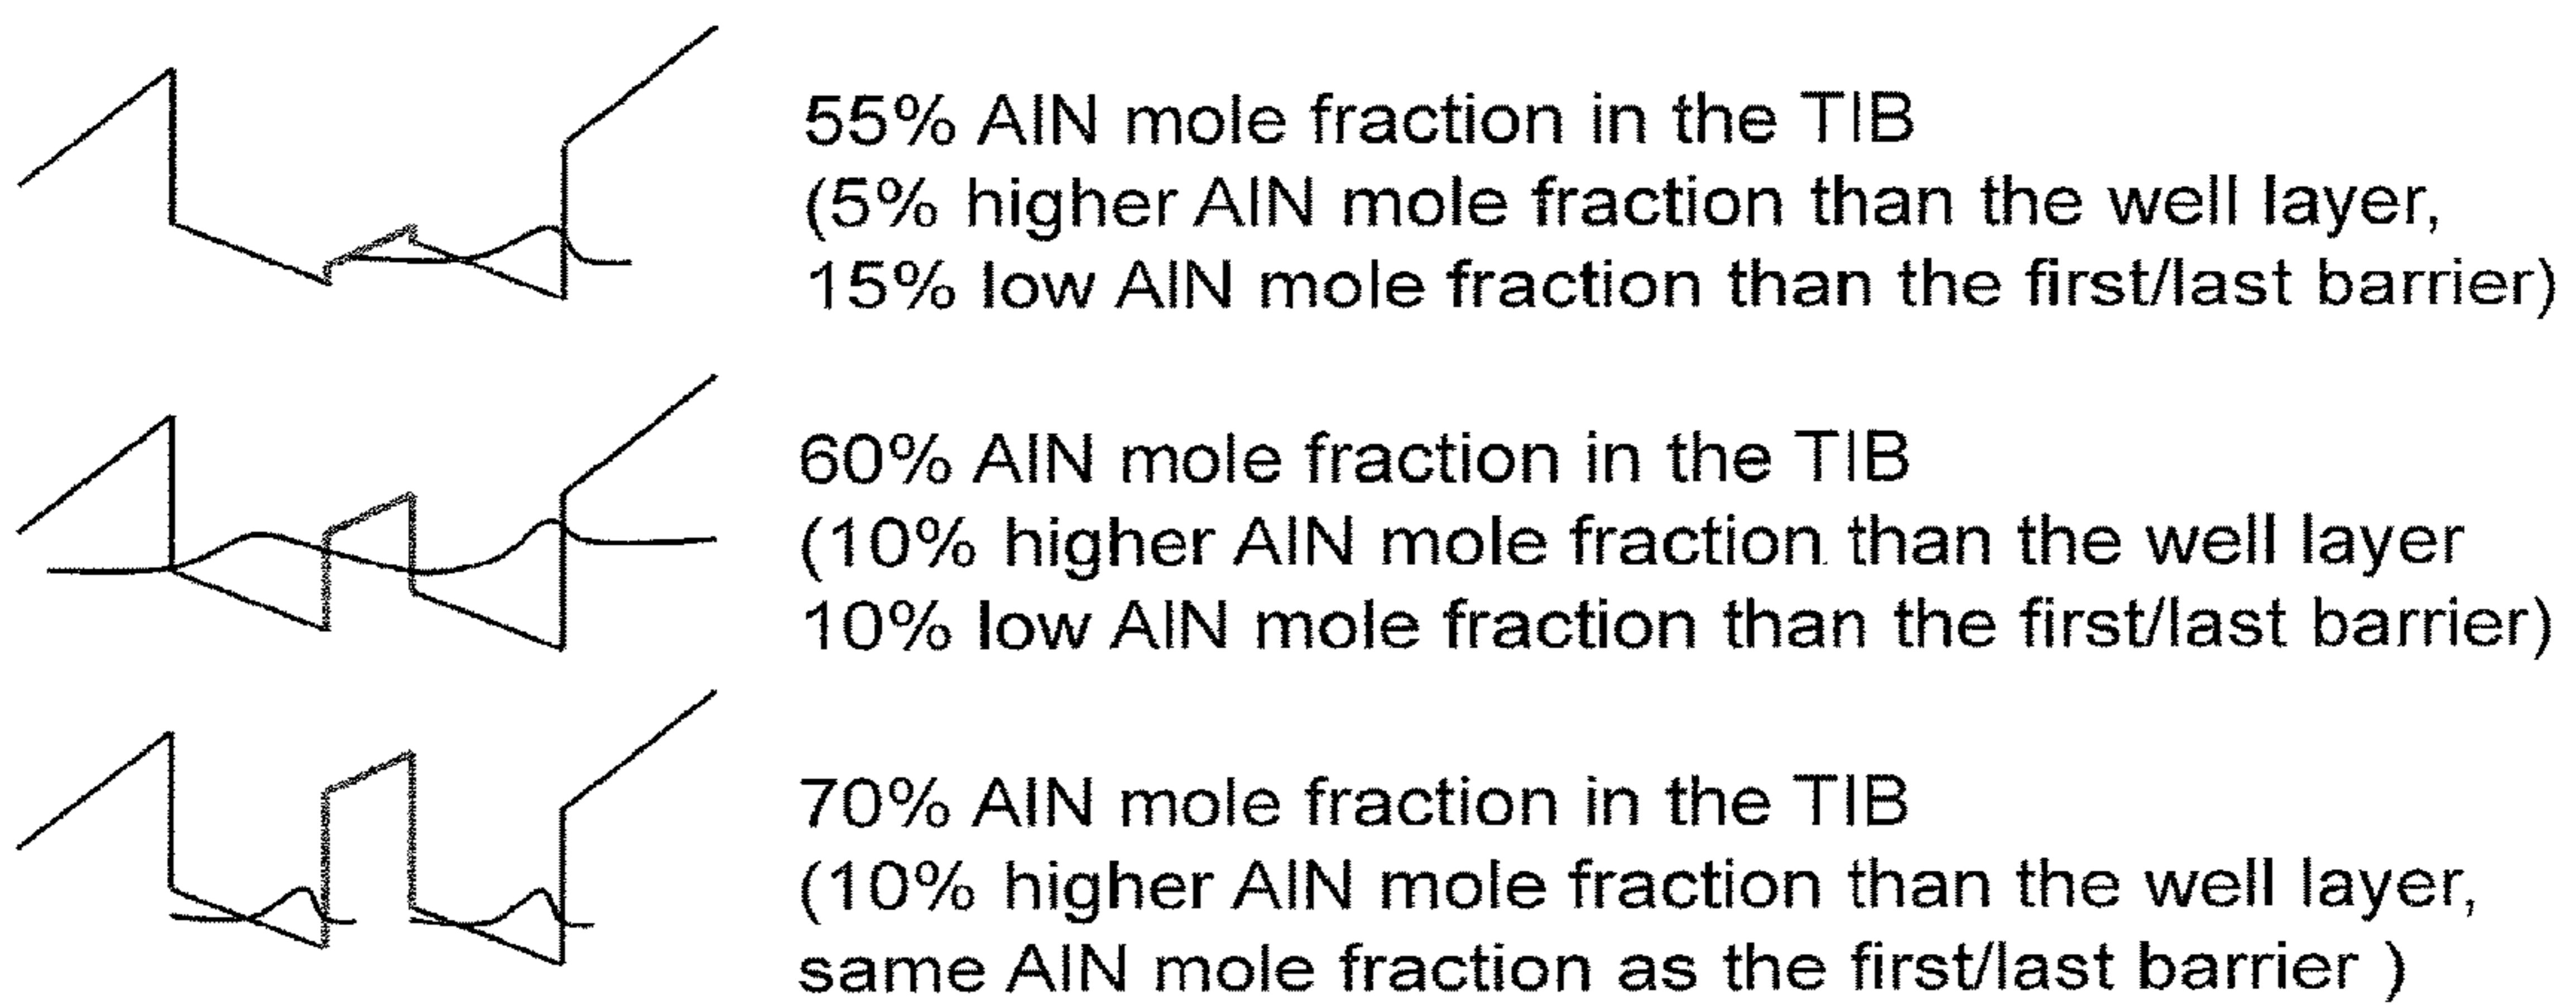 55% AlN mole fraction in the TIB
(5% higher AlN mole fraction than the well layer,
15% low AlN mole fraction than the first/last barrier)
60% AlN mole fraction in the TIB
(10% higher AlN mole fraction than the well layer
10% low AlN mole fraction than the first/last barrier)
70% AlN mole fraction in the TIB
(10% higher AlN mole fraction than the well layer,
same AlN mole fraction as the first/last barrier )